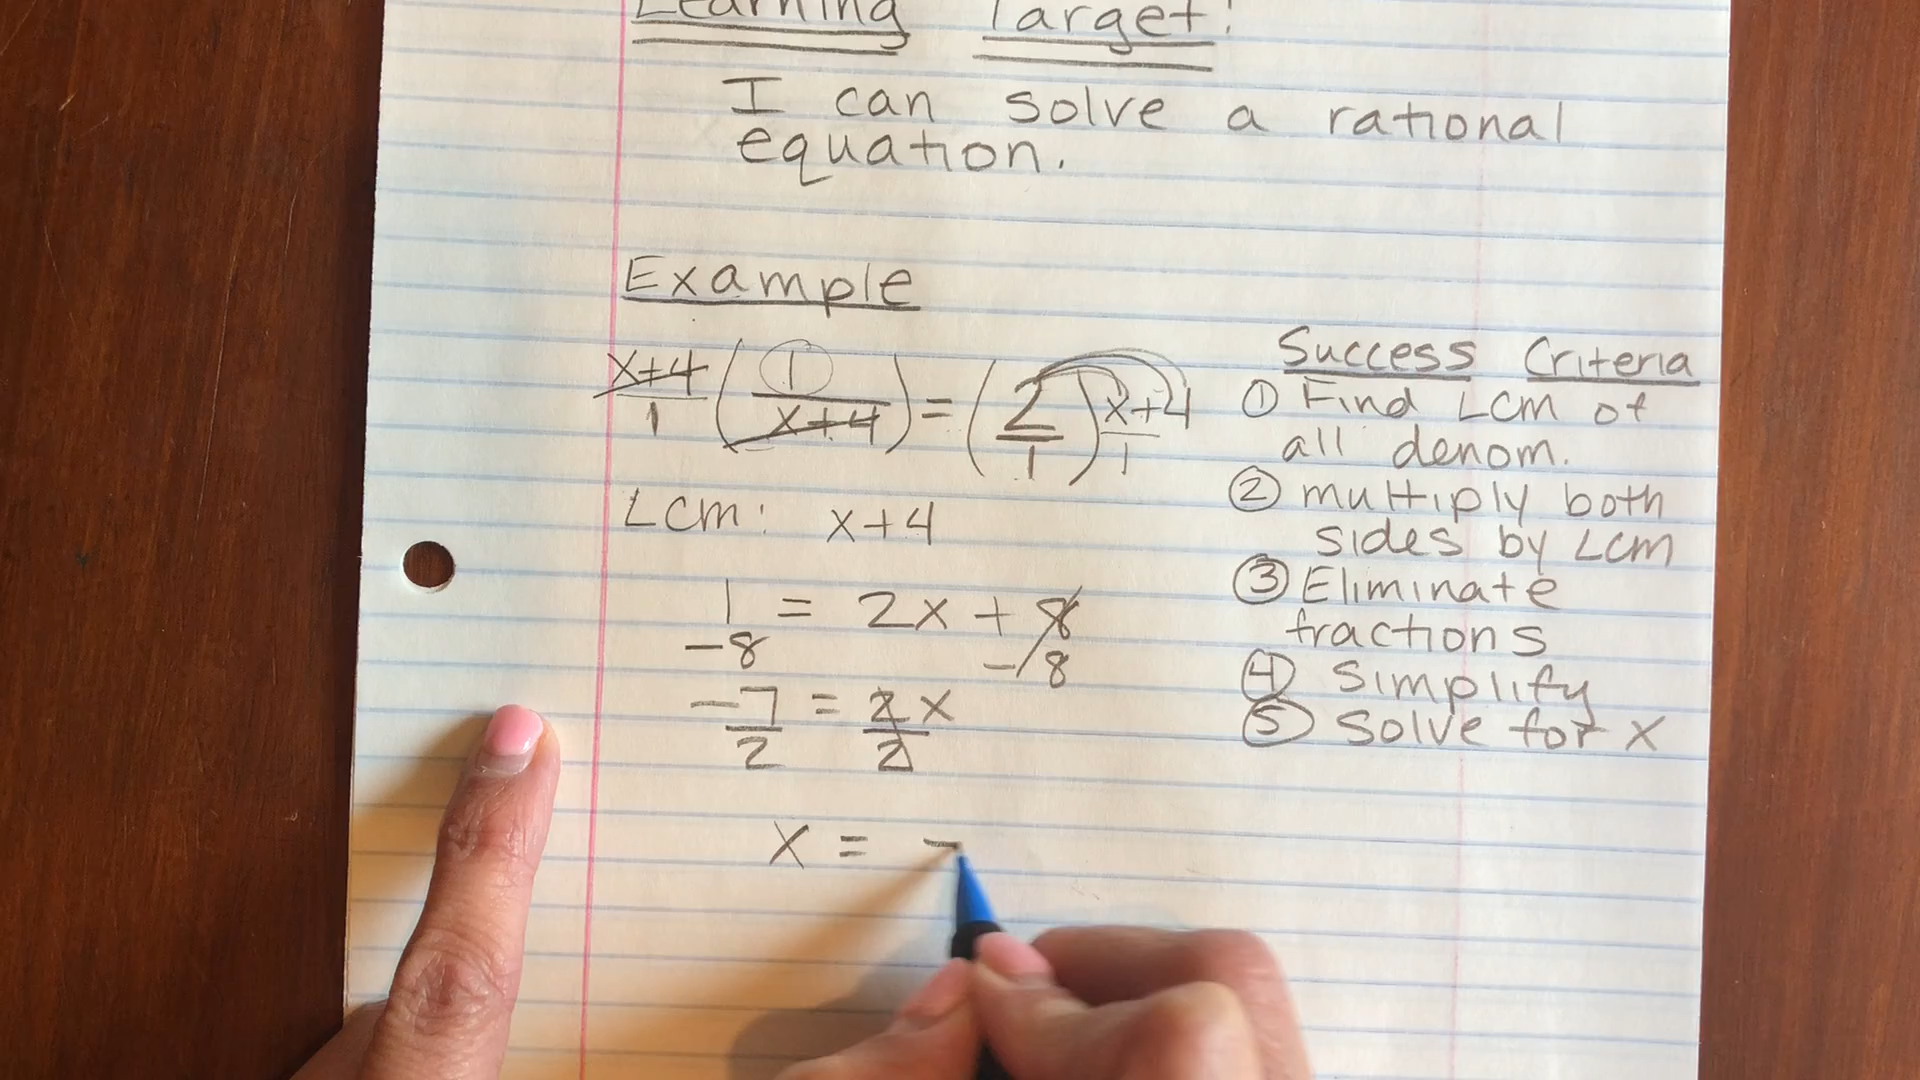 Learning Target:
I can solve a rational
equation.
Example
x+4/1 (1/x+4) = (2/1) x+4/1
LCM: x+4
1 = 2x + 8
-8 -8
-7/2 = 2x/2
x = -
Success Criteria
① Find LCM of
all denom.
② multiply both
sides by LCM
③ Eliminate
fractions
④ Simplify
⑤ Solve for x